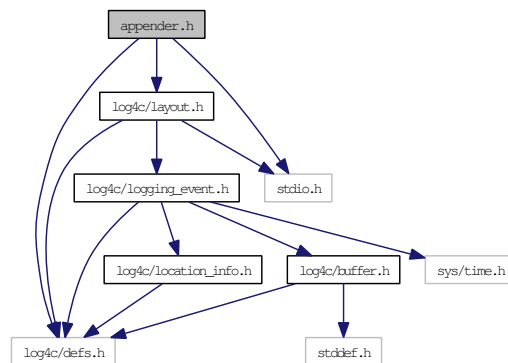 appender.h
log4c/layout.h
log4c/logging_event.h
stdio.h
log4c/location_info.h
log4c/buffer.h
sys/time.h
log4c/defs.h
stddef.h